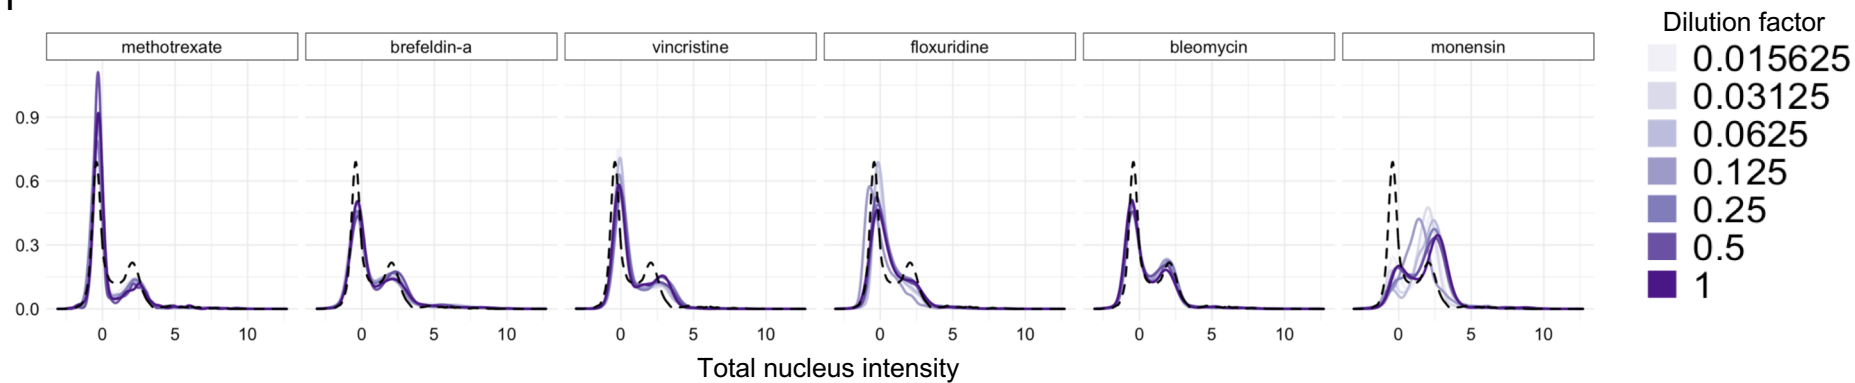 Dilution factor
methotrexate brefeldin-a vincristine floxuridine bleomycin monensin
0.015625
0.03125
0.9
0.0625
0.125
0.6
0.25
0.3
0.5
1
0.0
0 5 10 0 5 10 0 5 10 0 5 10 0 5 10 0 5 10
Total nucleus intensity